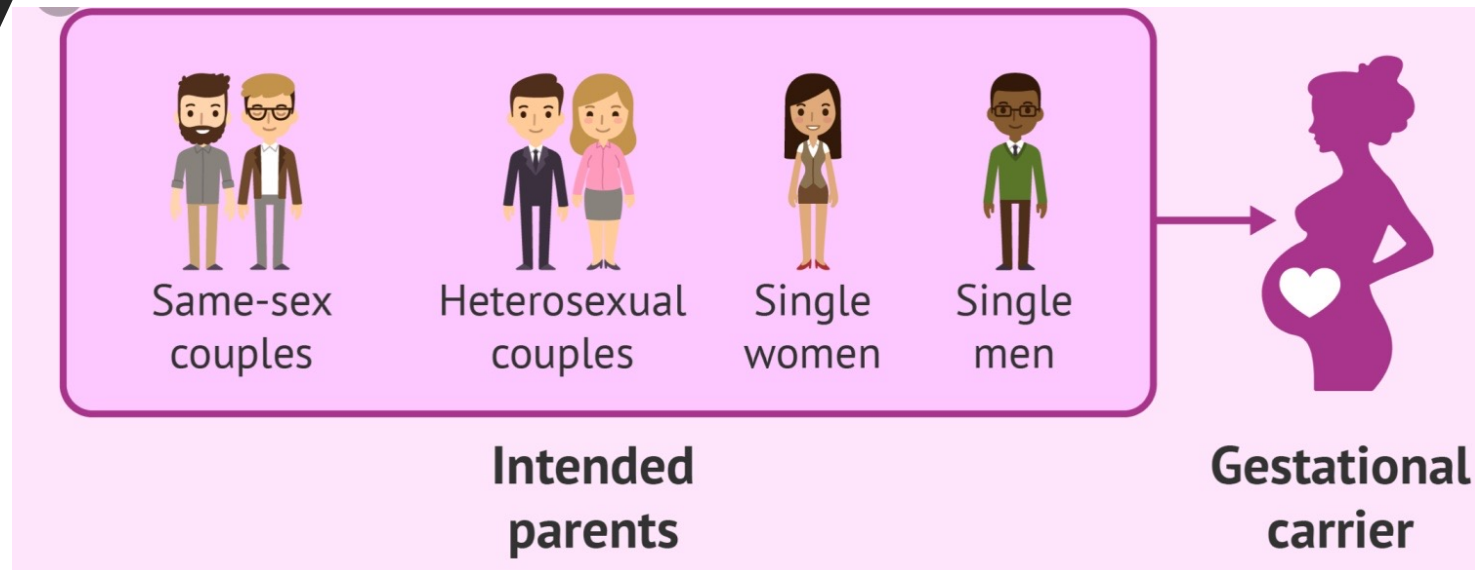 Same-sex
couples
Heterosexual
couples
Single
women
Single
men
Intended
parents
Gestational
carrier